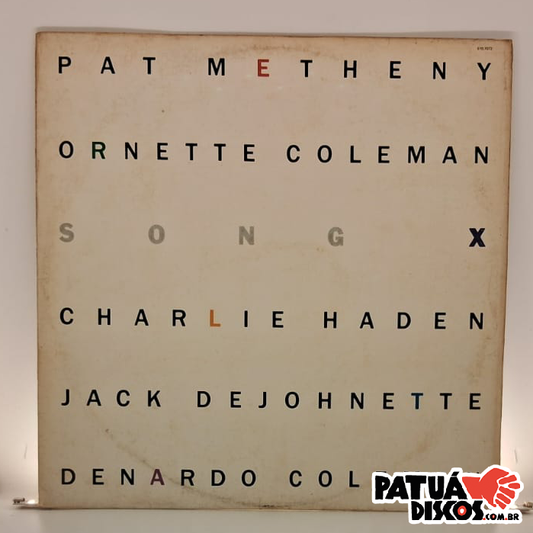 PAT METHENY
ORNETTE COLEMAN
SONG X
CHARLIE HADEN
JACK DEJOHNETTE
DENARDO COL
PATUÁ
DISCOS.COM.BR